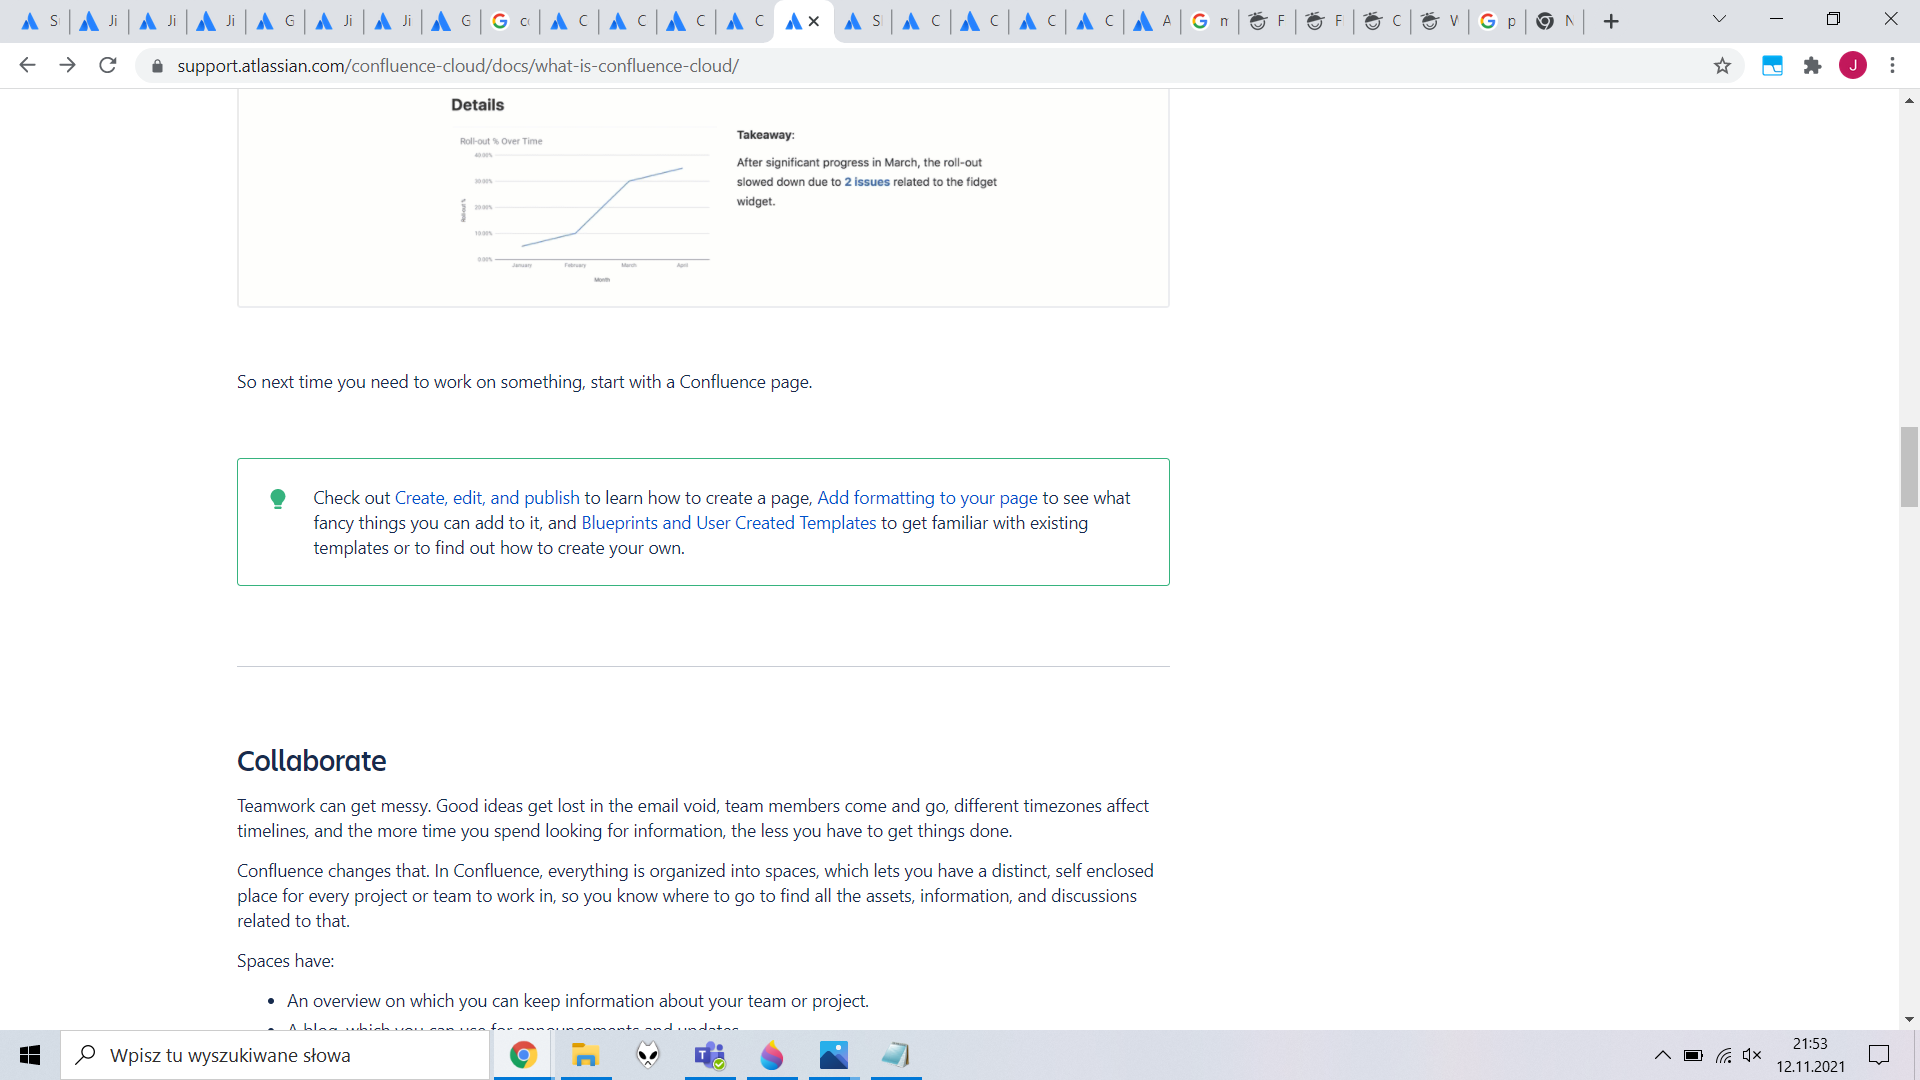 S
Ji
Ji
Ji
G
Ji
Ji
G
C
C
C
C
S
C
C
C
C
A
F
F
C
p
N
support.atlassian.com/confluence-cloud/docs/what-is-confluence-cloud/
J
Details
Roll-out % Over Time
40.00%
30.00%
20.00%
10.00%
0.00%
Roll-out %
January February March April
Month
Takeaway:
After significant progress in March, the roll-out
slowed down due to 2 issues related to the fidget
widget.
So next time you need to work on something, start with a Confluence page.
Check out Create, edit, and publish to learn how to create a page, Add formatting to your page to see what
fancy things you can add to it, and Blueprints and User Created Templates to get familiar with existing
templates or to find out how to create your own.
Collaborate
Teamwork can get messy. Good ideas get lost in the email void, team members come and go, different timezones affect
timelines, and the more time you spend looking for information, the less you have to get things done.
Confluence changes that. In Confluence, everything is organized into spaces, which lets you have a distinct, self enclosed
place for every project or team to work in, so you know where to go to find all the assets, information, and discussions
related to that.
Spaces have:
• An overview on which you can keep information about your team or project.
• A blog, which you can use for announcements and updates.
Wpisz tu wyszukiwane słowa
21:53
12.11.2021